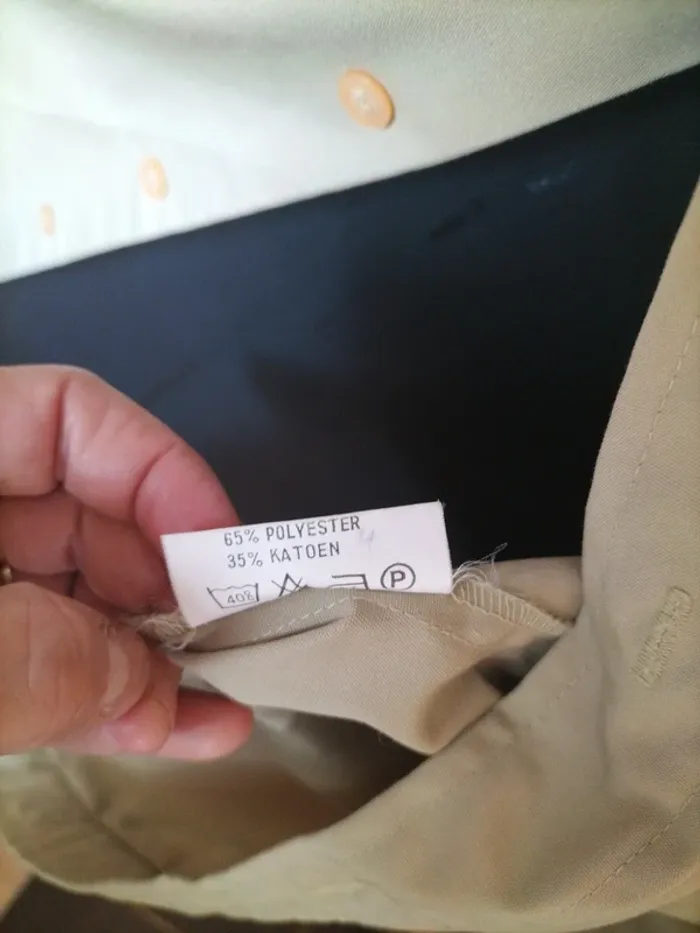 65% POLYESTER
35% KATOEN
40° P